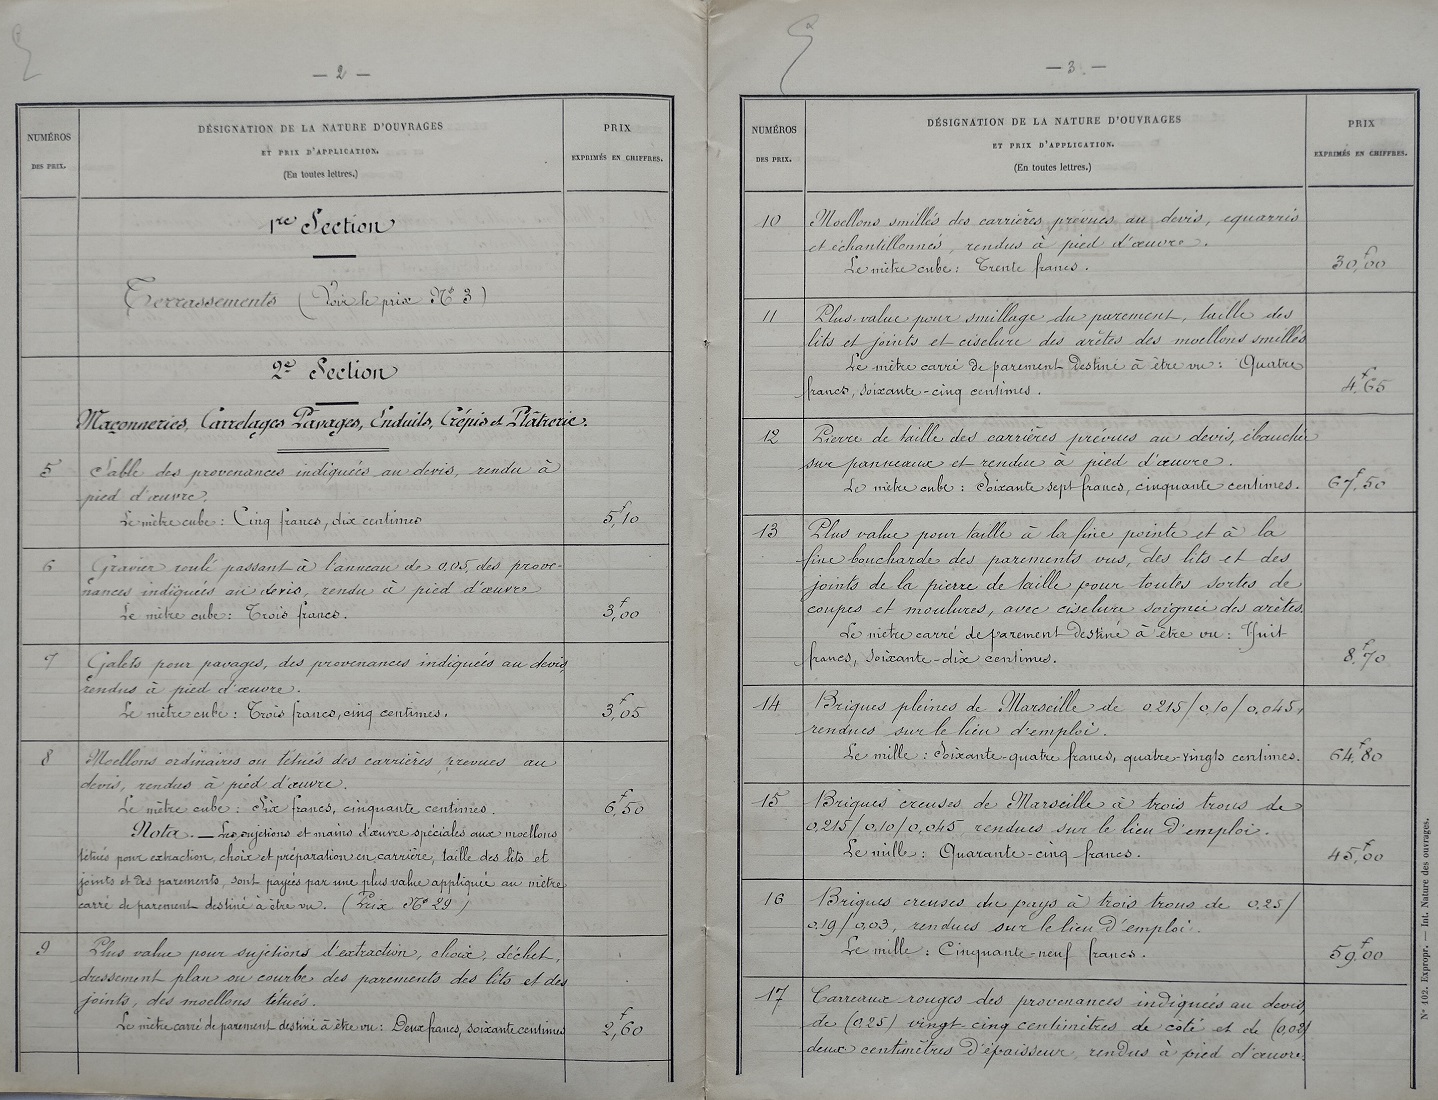 — 2 —
NUMÉROS
DES PRIX.
DÉSIGNATION DE LA NATURE D'OUVRAGES
ET PRIX D'APPLICATION.
(En toutes lettres.)
PRIX
EXPRIMÉS EN CHIFFRES.
1re Section
Terrassements (Voir le prix No 3)
2e Section
Maçonneries, Carrelages Pavages, Enduits, Crépis et Plâtrerie.
5 Sable des provenances indiquées au devis, rendu à
pied d'œuvre.
Le mètre cube : Cinq francs, dix centimes 5f,10
6 Gravier roulé passant à l'anneau de 0,05, des prove-
nances indiquées au devis, rendu à pied d'œuvre
Le mètre cube : Trois francs. 3f,00
7 Galets pour pavages, des provenances indiquées au devis,
rendus à pied d'œuvre.
Le mètre cube : Trois francs, cinq centimes. 3f,05
8 Moellons ordinaires ou têtués des carrières prévues au
devis, rendus à pied d'œuvre.
Le mètre cube : Six francs, cinquante centimes. 6f,50
Nota. — Les sujétions et mains d'œuvre spéciales aux moellons
têtués pour extraction, choix et préparation en carrière, taille des lits et
joints et des parements, sont payés par une plus value appliquée au mètre
carré de parement destiné à être vu. (Prix No 29)
9 Plus value pour sujétions d'extraction, choix, déchet,
dressement plan ou courbe des parements des lits et des
joints, des moellons têtués.
Le mètre carré de parement destiné à être vu : Deux francs, soixante centimes 2f,60
— 3. —
NUMÉROS
DES PRIX.
DÉSIGNATION DE LA NATURE D'OUVRAGES
ET PRIX D'APPLICATION.
(En toutes lettres.)
PRIX
EXPRIMÉS EN CHIFFRES.
10 Moellons smillés des carrières prévues au devis, équarris
et échantillonnés, rendus à pied d'œuvre.
Le mètre cube : Trente francs. 30f,00
11 Plus-value pour smillage du parement, taille des
lits et joints et ciselure des arêtes des moellons smillés
Le mètre carré de parement destiné à être vu : Quatre
francs, soixante-cinq centimes. 4f,65
12 Pierre de taille des carrières prévues au devis, ébauchée
sur panneaux et rendue à pied d'œuvre.
Le mètre cube : Soixante sept francs, cinquante centimes. 67f,50
13 Plus value pour taille à la fine pointe et à la
fine boucharde des parements vus, des lits et des
joints de la pierre de taille pour toutes sortes de
coupes et moulures, avec ciselure soignée des arêtes
Le mètre carré de parement destiné à être vu : Huit
francs, soixante-dix centimes. 8f,70
14 Briques pleines de Marseille de 0,215/0,10/0,045,
rendues sur le lieu d'emploi.
Le mille : Soixante-quatre francs, quatre-vingts centimes. 64f,80
15 Briques creuses de Marseille à trois trous de
0,215/0,10/0,045 rendues sur le lieu d'emploi.
Le mille : Quarante-cinq francs. 45f,00
16 Briques creuses du pays à trois trous de 0,25/
0,19/0,03, rendues sur le lieu d'emploi.
Le mille : Cinquante-neuf francs. 59f,00
17 Carreaux rouges des provenances indiquées au devis,
de (0,25) vingt cinq centimètres de côté et de (0,02)
deux centimètres d'épaisseur, rendus à pied d'œuvre.
No 102. Expropr. — Int. Nature des ouvrages.